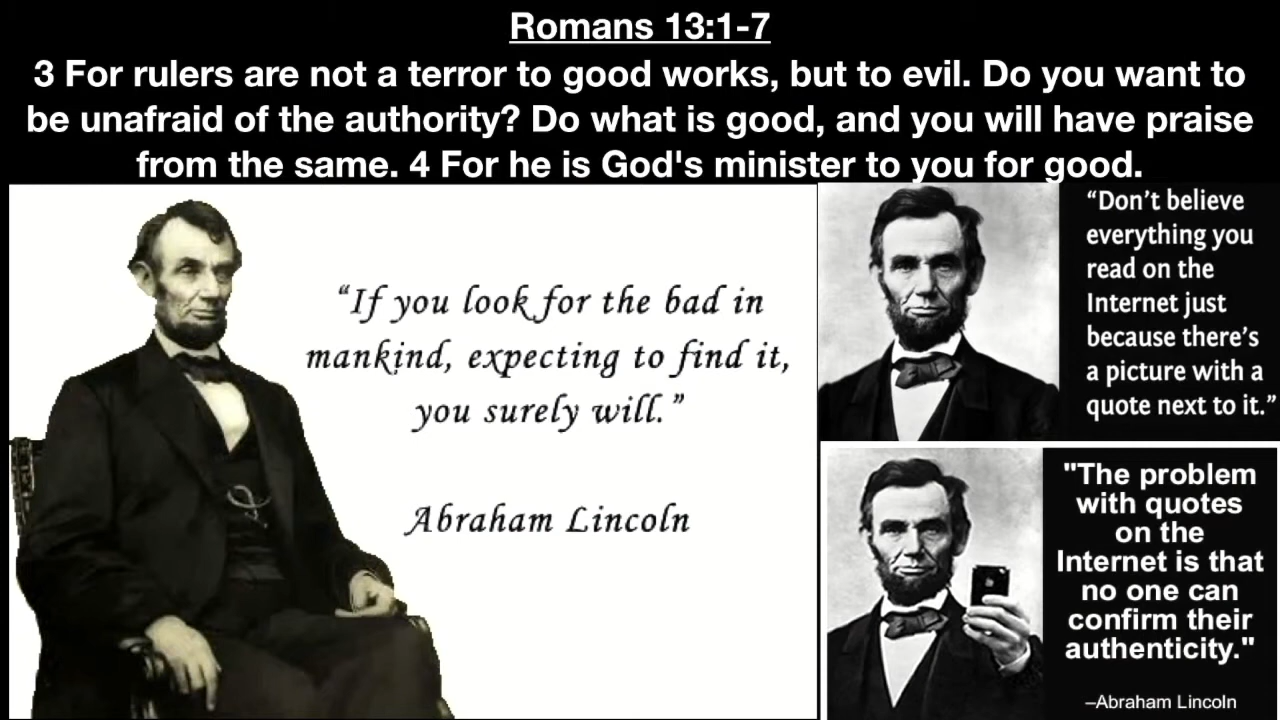 Romans 13:1-7
3 For rulers are not a terror to good works, but to evil. Do you want to
be unafraid of the authority? Do what is good, and you will have praise
from the same. 4 For he is God's minister to you for good.
“If you look for the bad in
mankind, expecting to find it,
you surely will.”
Abraham Lincoln
“Don’t believe
everything you
read on the
Internet just
because there’s
a picture with a
quote next to it.”
"The problem
with quotes
on the
Internet is that
no one can
confirm their
authenticity."
–Abraham Lincoln